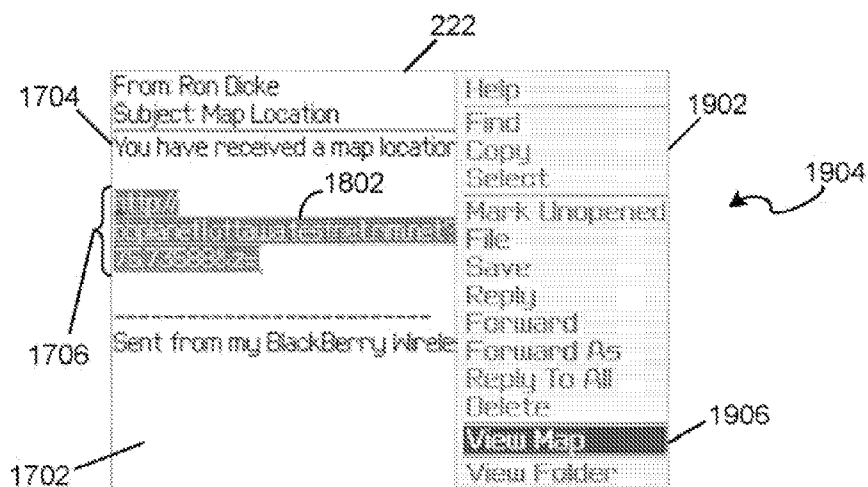 222
From: Ron Dicke
Subject: Map Location
1704
You have received a map location
1802
1706
Sent from my BlackBerry Wirele
1702
Help
Find
Copy
Select
1902
1904
Mark Unopened
File
Save
Reply
Forward
Forward As
Reply To All
Delete
View Map
1906
View Folder